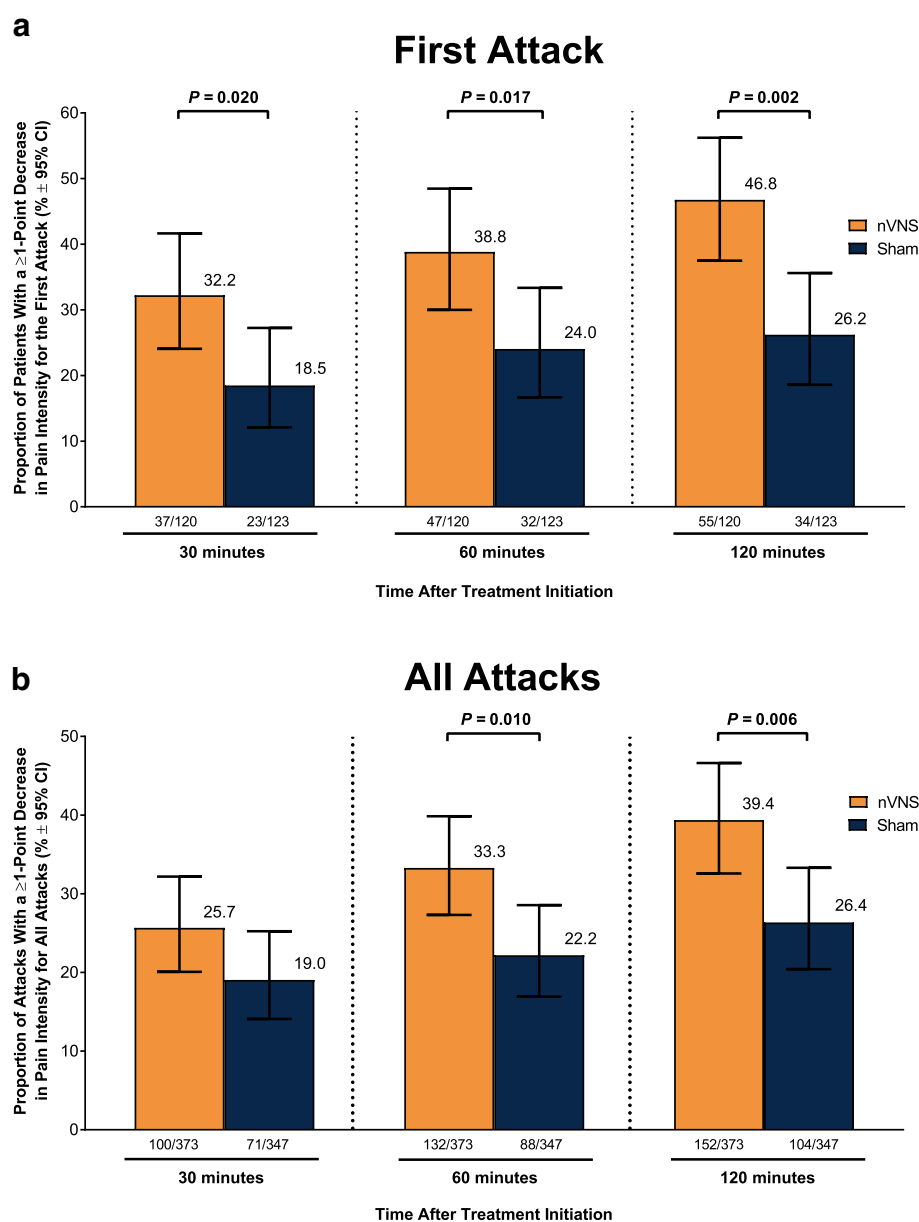 a
First Attack
P = 0.020
P = 0.017
P = 0.002
Proportion of Patients With a ≥1-Point Decrease
in Pain Intensity for the First Attack (% ± 95% CI)
60
50
40
30
20
10
0
32.2
18.5
38.8
24.0
46.8
26.2
nVNS
Sham
37/120
23/123
47/120
32/123
55/120
34/123
30 minutes
60 minutes
120 minutes
Time After Treatment Initiation
b
All Attacks
P = 0.010
P = 0.006
Proportion of Attacks With a ≥1-Point Decrease
in Pain Intensity for All Attacks (% ± 95% CI)
50
40
30
20
10
0
25.7
19.0
33.3
22.2
39.4
26.4
nVNS
Sham
100/373
71/347
132/373
88/347
152/373
104/347
30 minutes
60 minutes
120 minutes
Time After Treatment Initiation